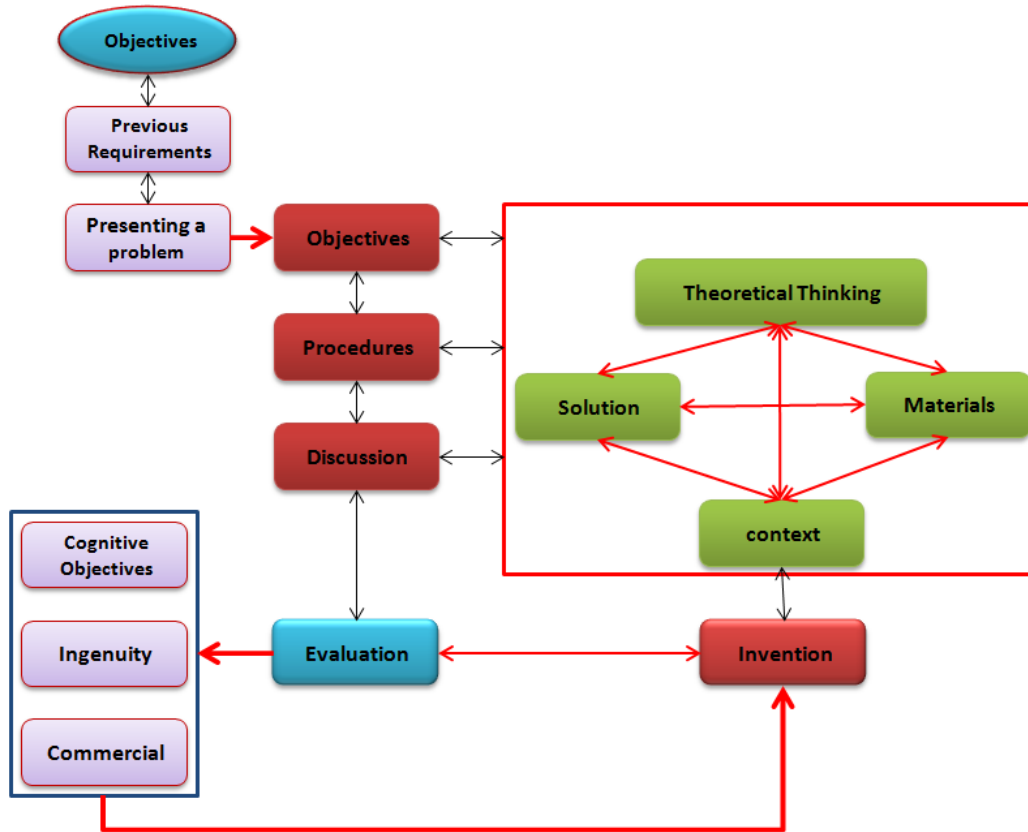 Objectives
Previous
Requirements
Presenting a
problem
Objectives
Procedures
Discussion
Theoretical Thinking
Solution
Materials
context
Cognitive
Objectives
Ingenuity
Commercial
Evaluation
Invention